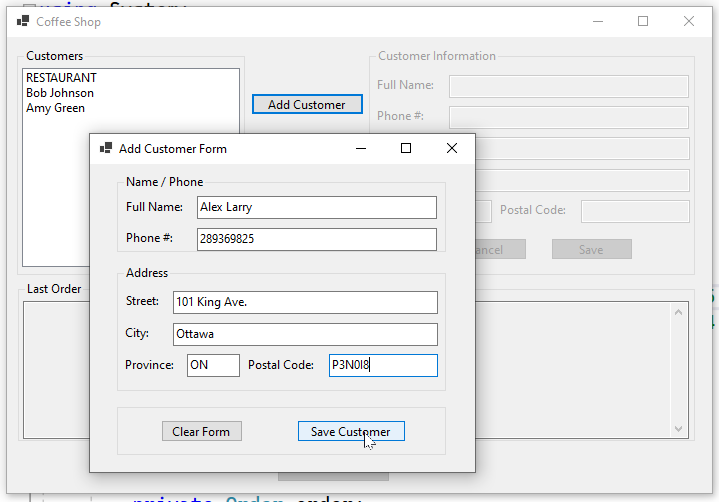 using System;
Coffee Shop
Customers
RESTAURANT
Bob Johnson
Amy Green
Add Customer
Customer Information
Full Name:
Phone #:
Postal Code:
Save
Last Order
Add Customer Form
Name / Phone
Full Name: Alex Larry
Phone #: 289369825
Address
Street: 101 King Ave.
City: Ottawa
Province: ON Postal Code: P3N0I8
Clear Form Save Customer
private Order order;